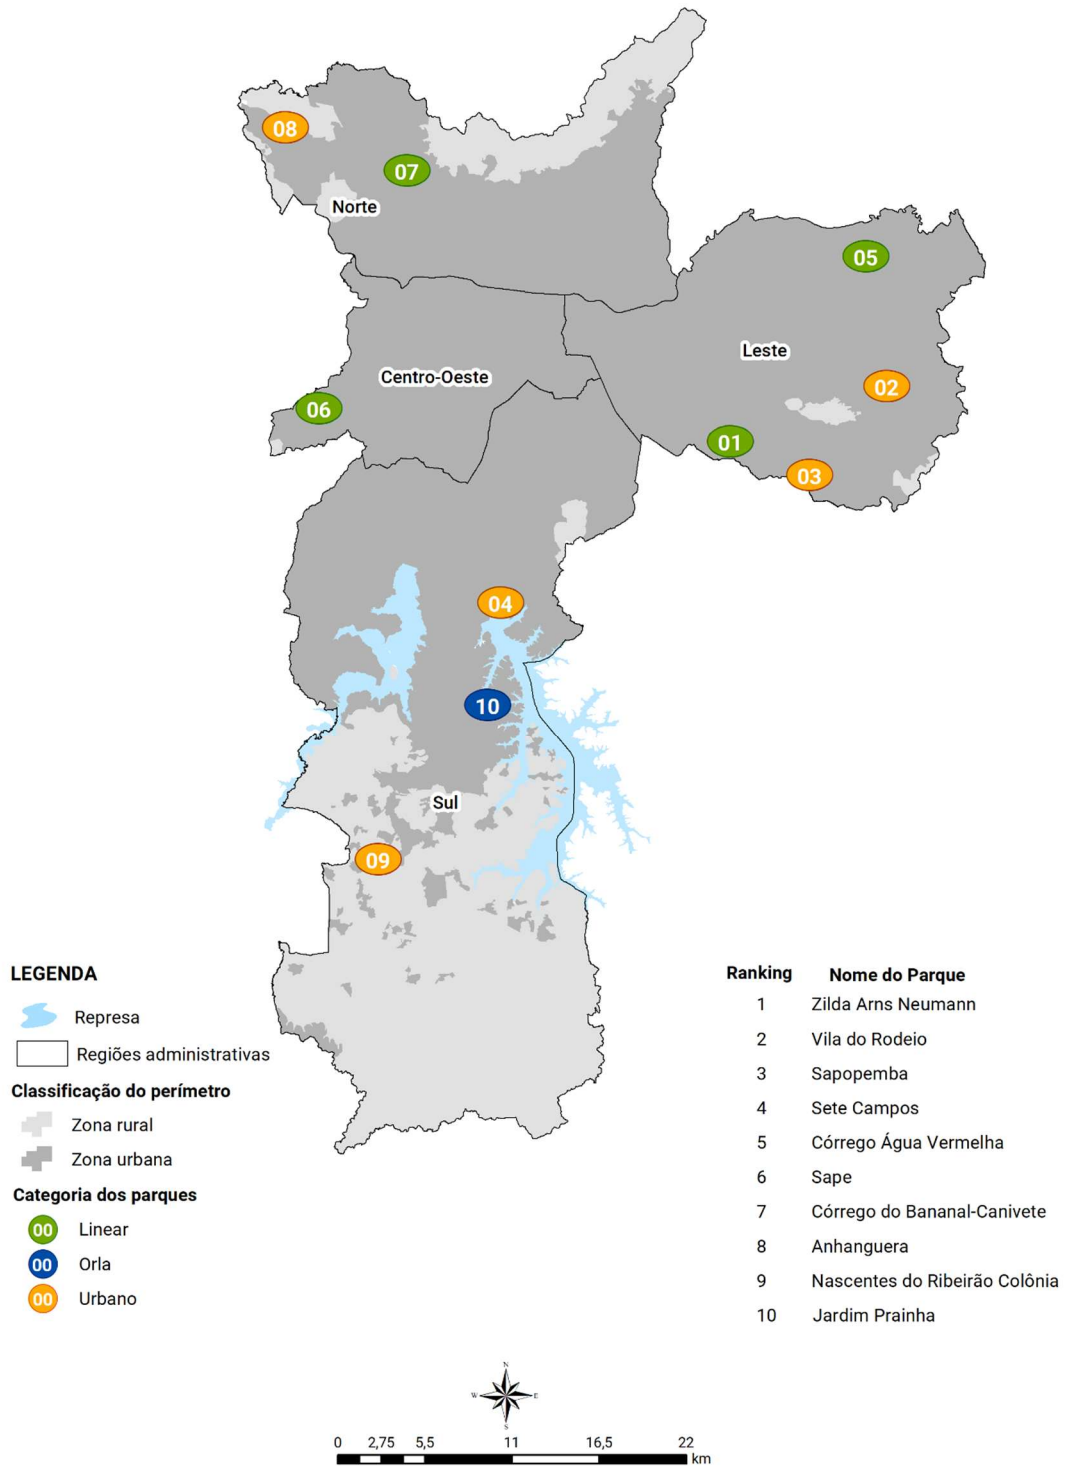 08
07
Norte
05
Leste
Centro-Oeste
02
06
01
03
04
10
Sul
09
LEGENDA
Represa
Regiões administrativas
Classificação do perímetro
Zona rural
Zona urbana
Categoria dos parques
00 Linear
00 Orla
00 Urbano
Ranking Nome do Parque
1 Zilda Arns Neumann
2 Vila do Rodeio
3 Sapopemba
4 Sete Campos
5 Córrego Água Vermelha
6 Sape
7 Córrego do Bananal-Canivete
8 Anhanguera
9 Nascentes do Ribeirão Colônia
10 Jardim Prainha
N
W E
S
0 2,75 5,5 11 16,5 22
km